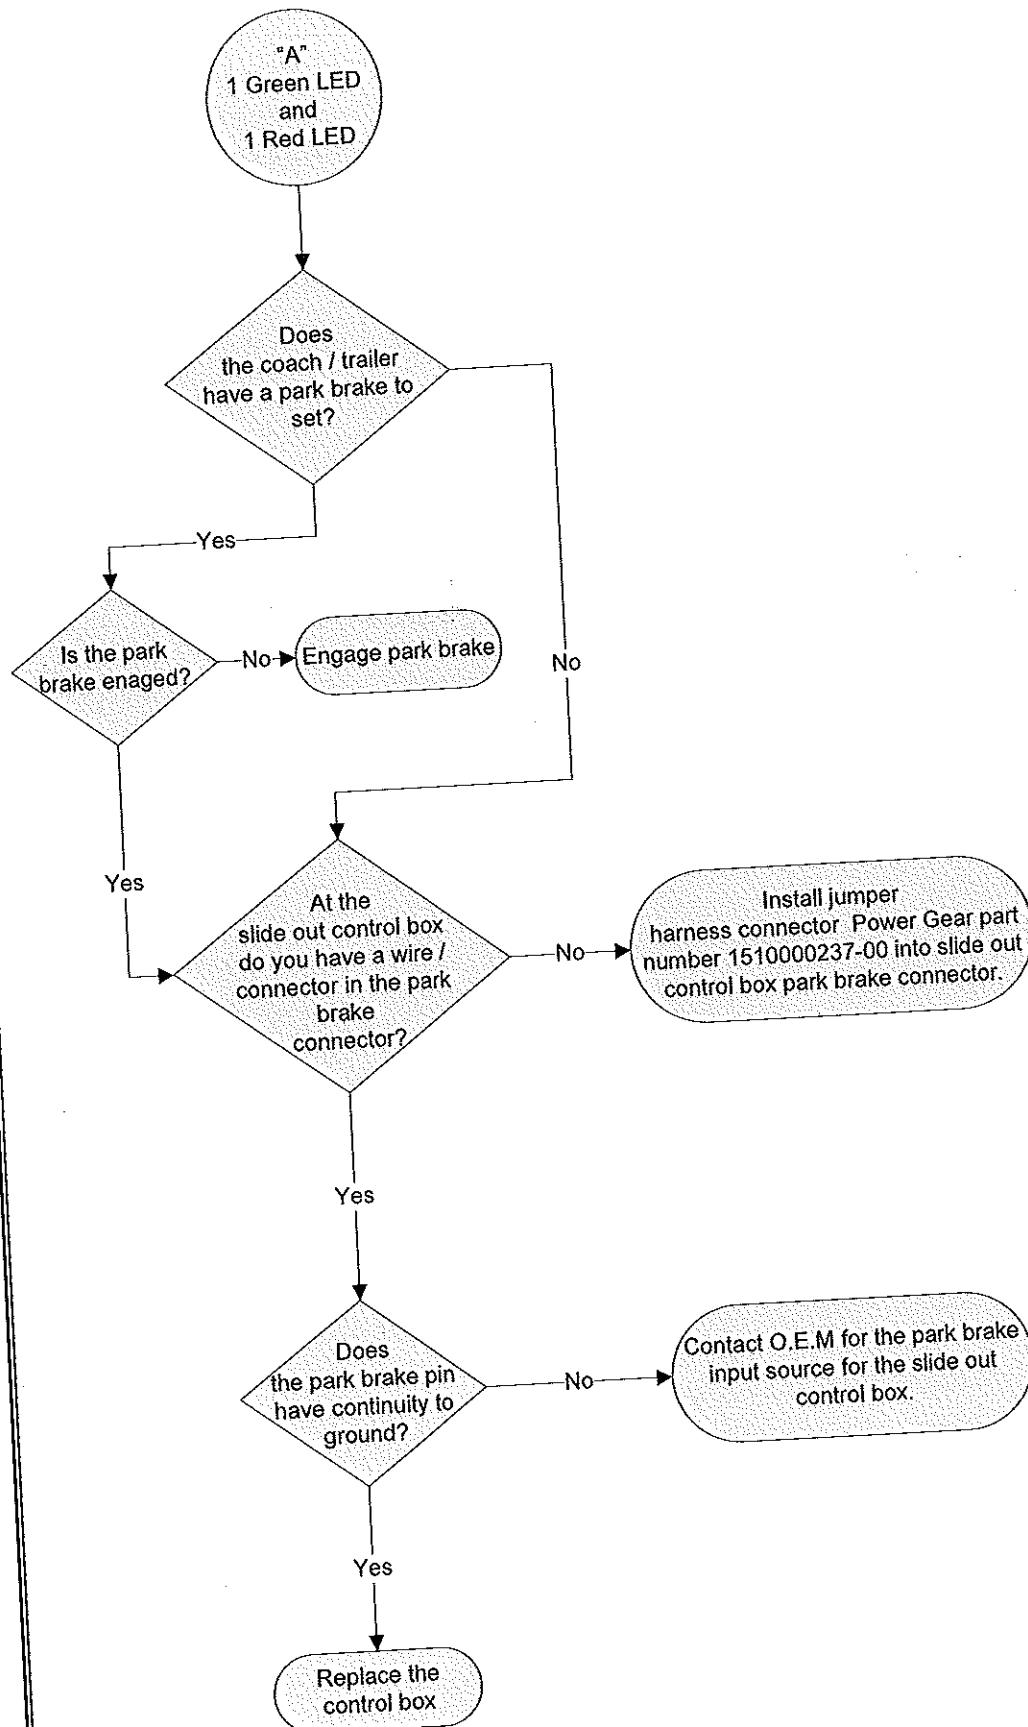 "A"
1 Green LED
and
1 Red LED
Does
the coach / trailer
have a park brake to
set?
Yes
No
Is the park
brake enaged?
No
Engage park brake
Yes
At the
slide out control box
do you have a wire /
connector in the park
brake
connector?
No
Install jumper
harness connector Power Gear part
number 1510000237-00 into slide out
control box park brake connector.
Yes
Does
the park brake pin
have continuity to
ground?
No
Contact O.E.M for the park brake
input source for the slide out
control box.
Yes
Replace the
control box